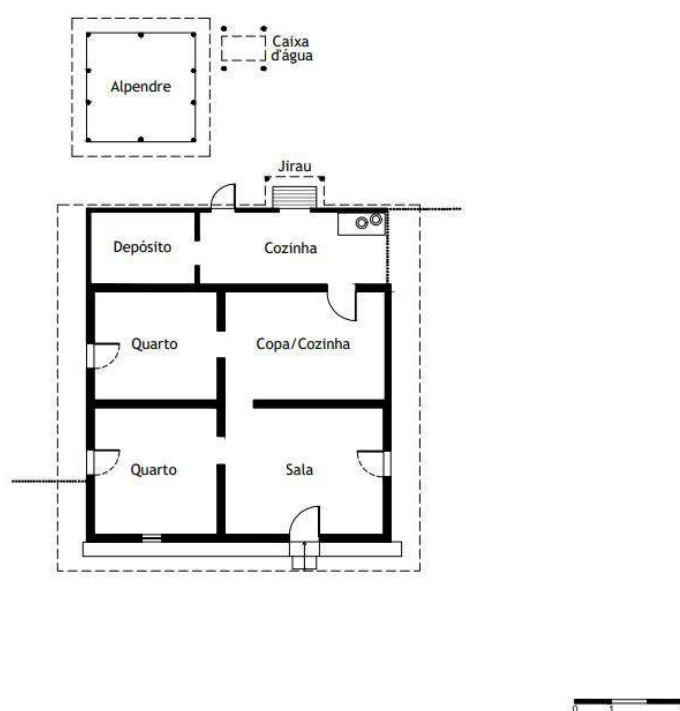 Caixa
d'água
Alpendre
Jirau
Depósito
Cozinha
Quarto
Copa/Cozinha
Quarto
Sala
0 1